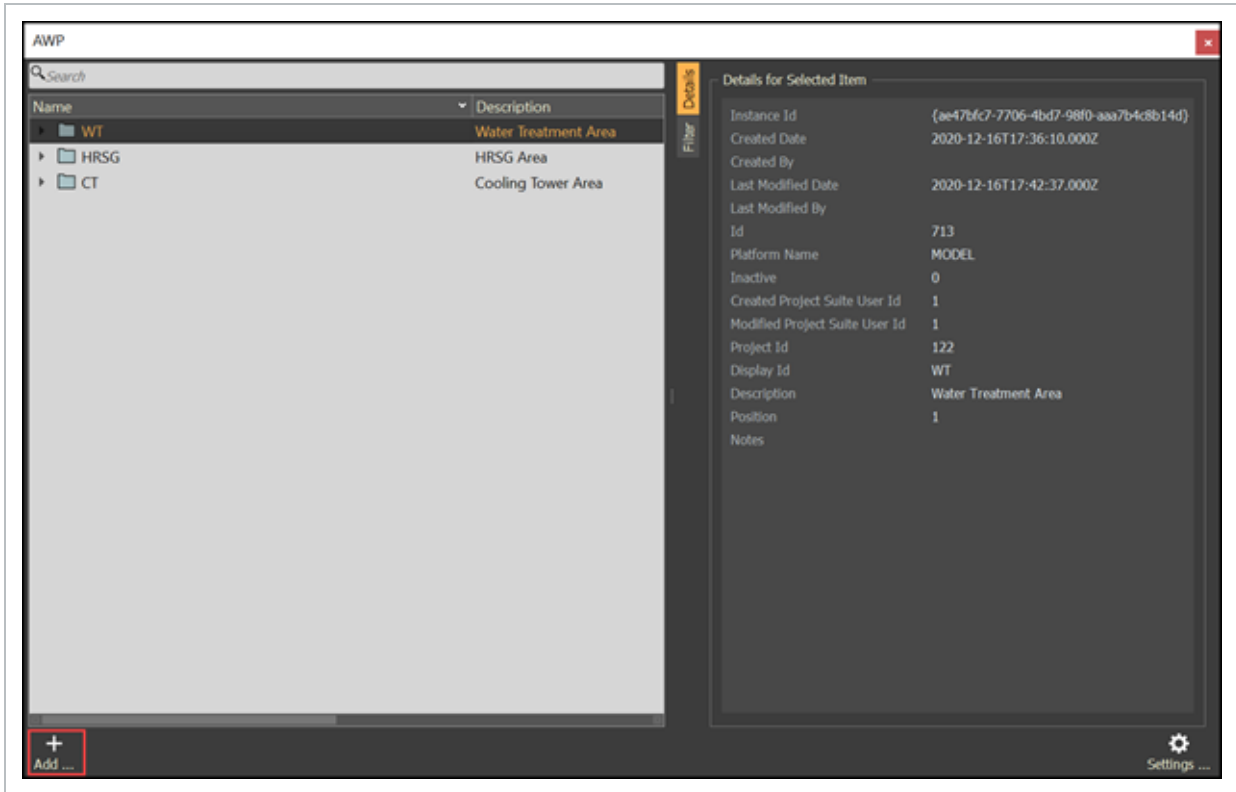 AWP
Search
Name Description
WT Water Treatment Area
HRSG HRSG Area
CT Cooling Tower Area
Details
Filter
Details for Selected Item
Instance Id {ae47bfc7-7706-4bd7-98f0-aaa7b4c8b14d}
Created Date 2020-12-16T17:36:10.000Z
Created By
Last Modified Date 2020-12-16T17:42:37.000Z
Last Modified By
Id 713
Platform Name MODEL
Inactive 0
Created Project Suite User Id 1
Modified Project Suite User Id 1
Project Id 122
Display Id WT
Description Water Treatment Area
Position 1
Notes
Add ...
Settings ...